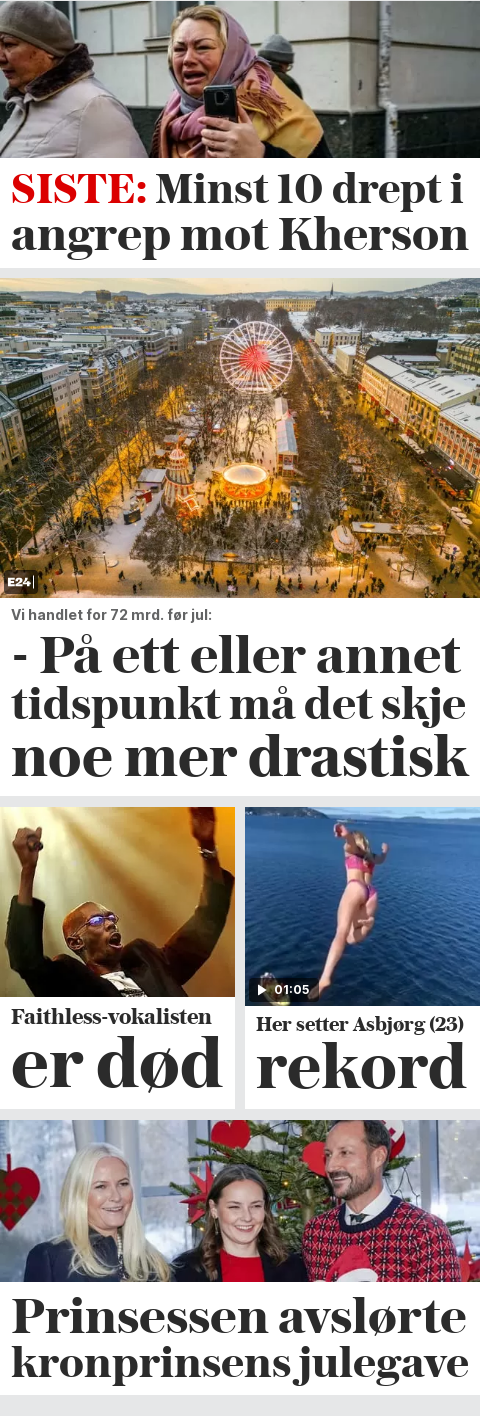 SISTE: Minst 10 drept i
angrep mot Kherson
E24
Vi handlet for 72 mrd. før jul:
- På ett eller annet
tidspunkt må det skje
noe mer drastisk
Faithless-vokalisten
er død
01:05
Her setter Asbjørg (23)
rekord
Prinsessen avslørte
kronprinsens julegave